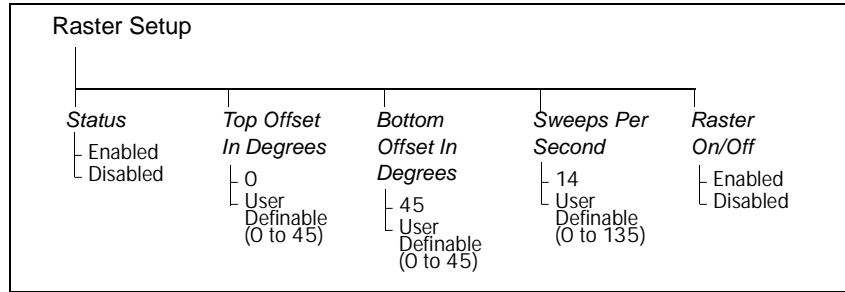 Raster Setup
Status
Enabled
Disabled
Top Offset
In Degrees
0
User
Definable
(0 to 45)
Bottom
Offset In
Degrees
45
User
Definable
(0 to 45)
Sweeps Per
Second
14
User
Definable
(0 to 135)
Raster
On/Off
Enabled
Disabled